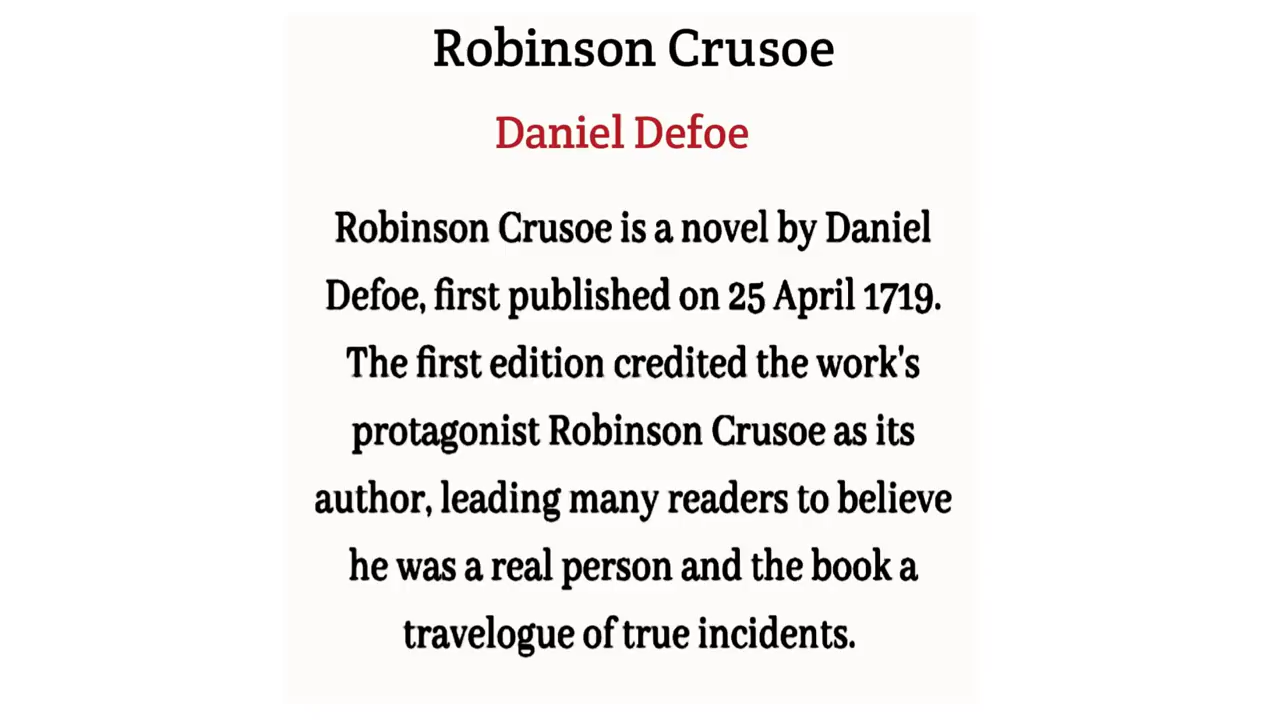 Robinson Crusoe
Daniel Defoe
Robinson Crusoe is a novel by Daniel
Defoe, first published on 25 April 1719.
The first edition credited the work's
protagonist Robinson Crusoe as its
author, leading many readers to believe
he was a real person and the book a
travelogue of true incidents.